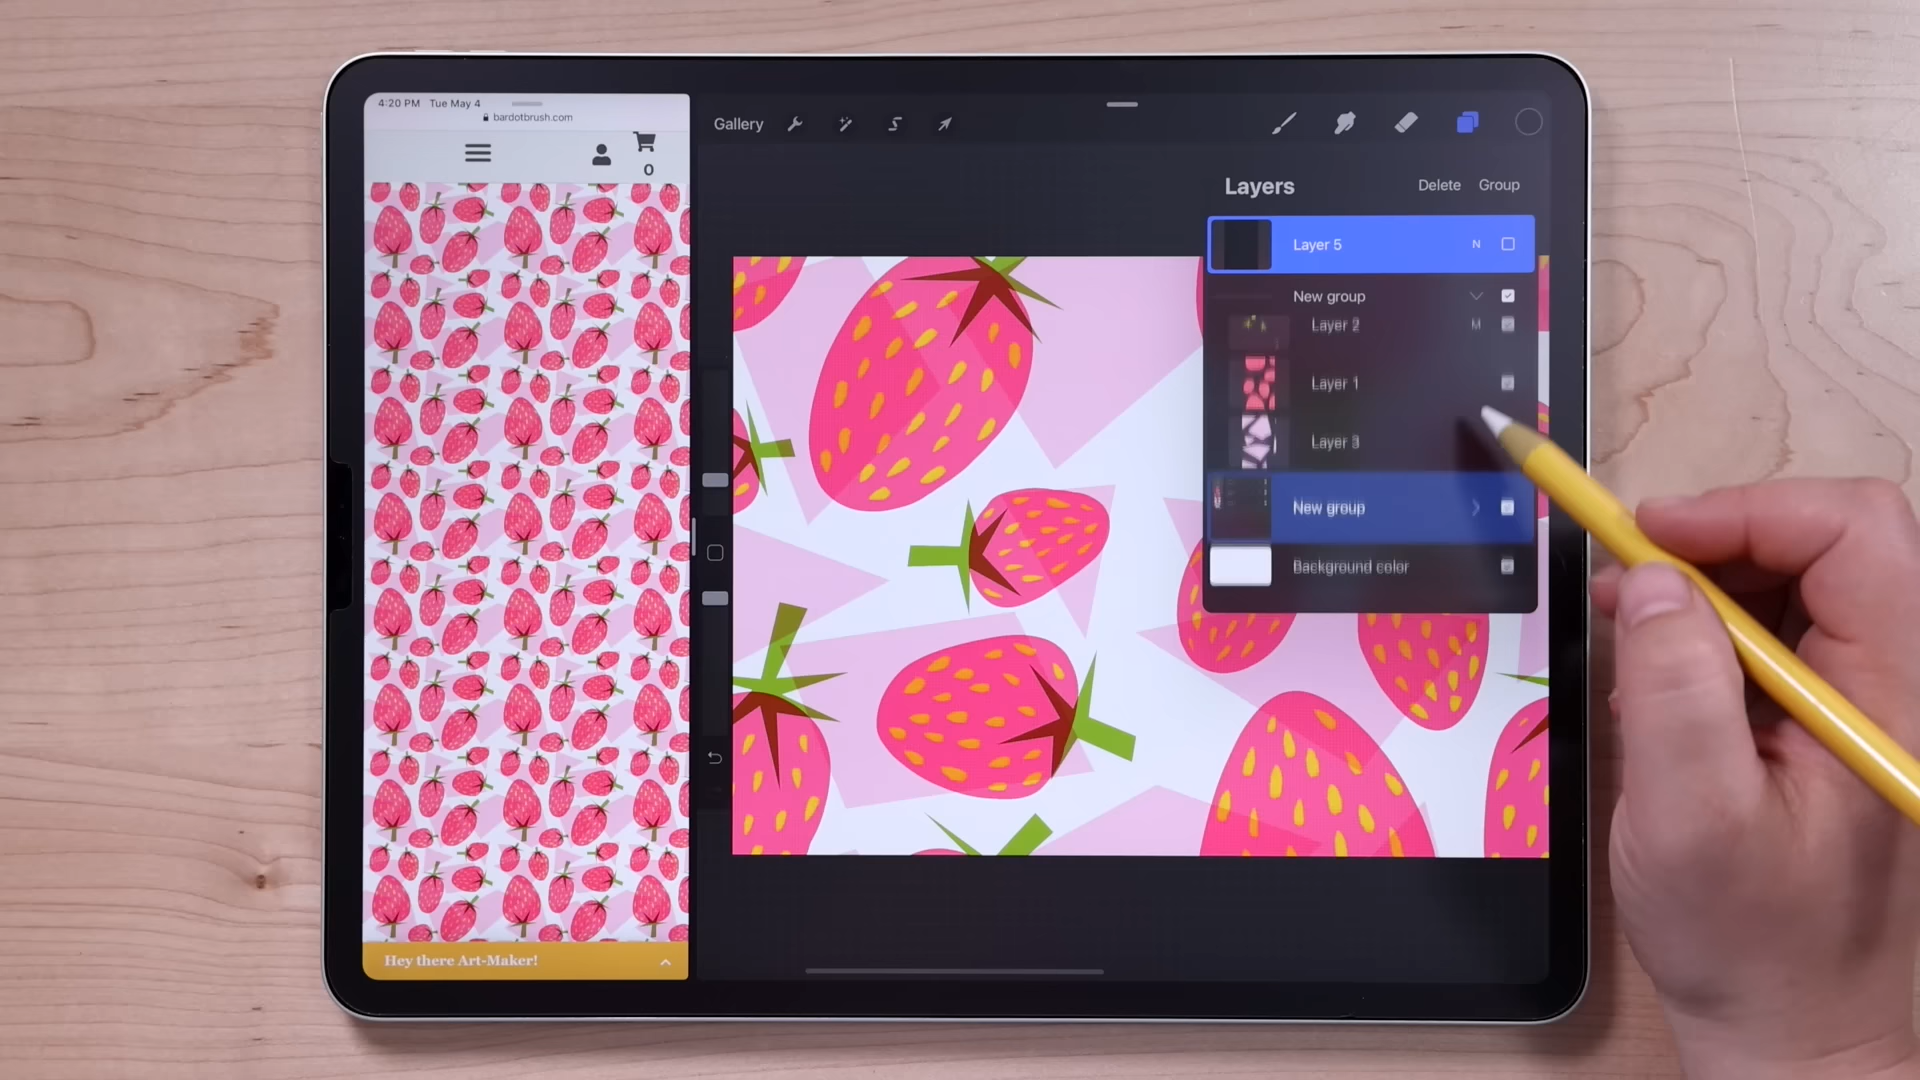 4:20 PM Tue May 4
bardotbrush.com
0
Hey there Art-Maker!
Gallery
Layers
Delete Group
Layer 5 N
New group
Layer 2 M
Layer 1
Layer 3
New group
Background color